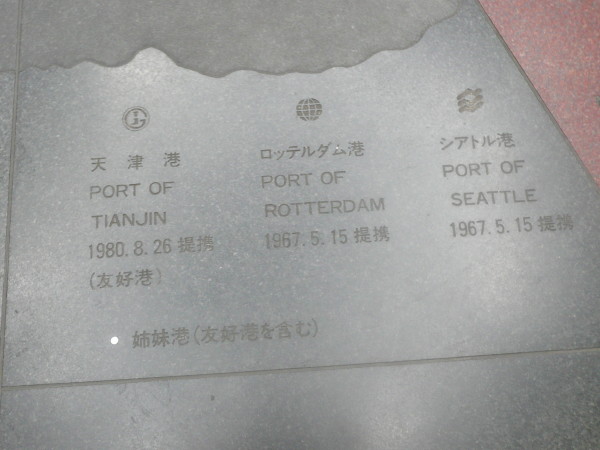 天津港
PORT OF
TIANJIN
1980.8.26 提携
(友好港)
ロッテルダム港
PORT OF
ROTTERDAM
1967.5.15 提携
シアトル港
PORT OF
SEATTLE
1967.5.15 提携
姉妹港(友好港を含む)